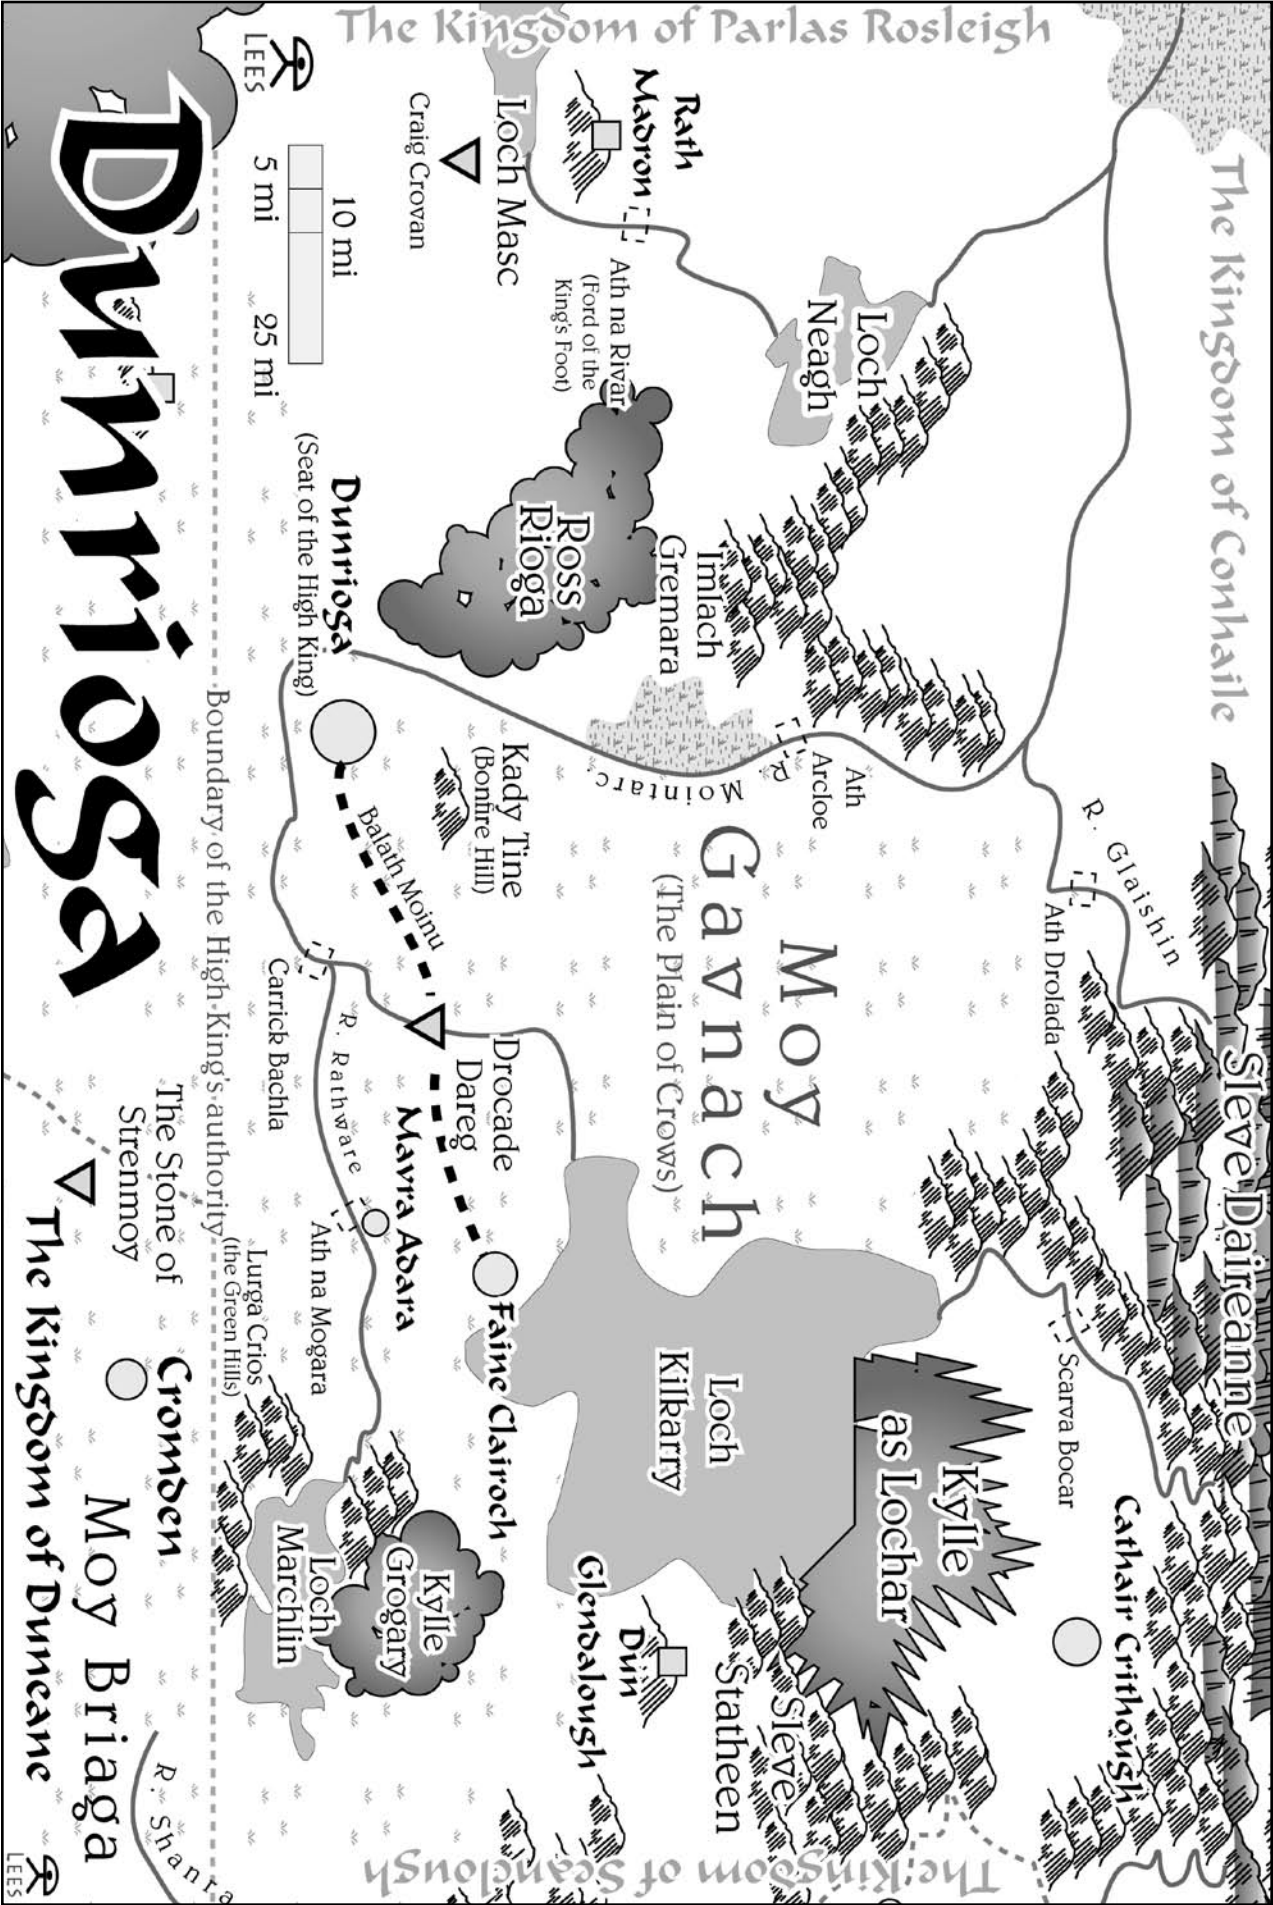 The Kingdom of Conhaile
Sleve Daireanne
R. Glaishin
Ath Drolada
Scarva Bocar
Cathair Crithough
Kylle
as Lochar
Loch
Neagh
Ath
Arcloe
R. Mointarc
Moy
Gavnach
(The Plain of Crows)
Loch
Kilkarry
Sleve
Statheen
Imlach
Gremara
Rath
Madron
Ath na Rivar
(Ford of the
King's Foot)
Ross
Rioga
Dun
Glendalough
Loch Masc
Craig Crovan
Kady Tine
(Bonfire Hill)
Balath Moinu
Drocade
Dareg
Faine Clairoch
Mavra Adara
Kylle
Grogary
Dunrioga
(Seat of the High King)
R. Rathware
Ath na Mogara
Carrick Bachla
Loch
Marchlin
Lurga Crios
(the Green Hills)
10 mi
5 mi
25 mi
LEES
Boundary of the High King's authority
The Kingdom of Parlas Rosleigh
The Kingdom of Seanclough
Dunrioga
The Stone of
Strenmoy
Cromden
Moy Briaga
R. Shanra
The Kingdom of Dunneane
LEES